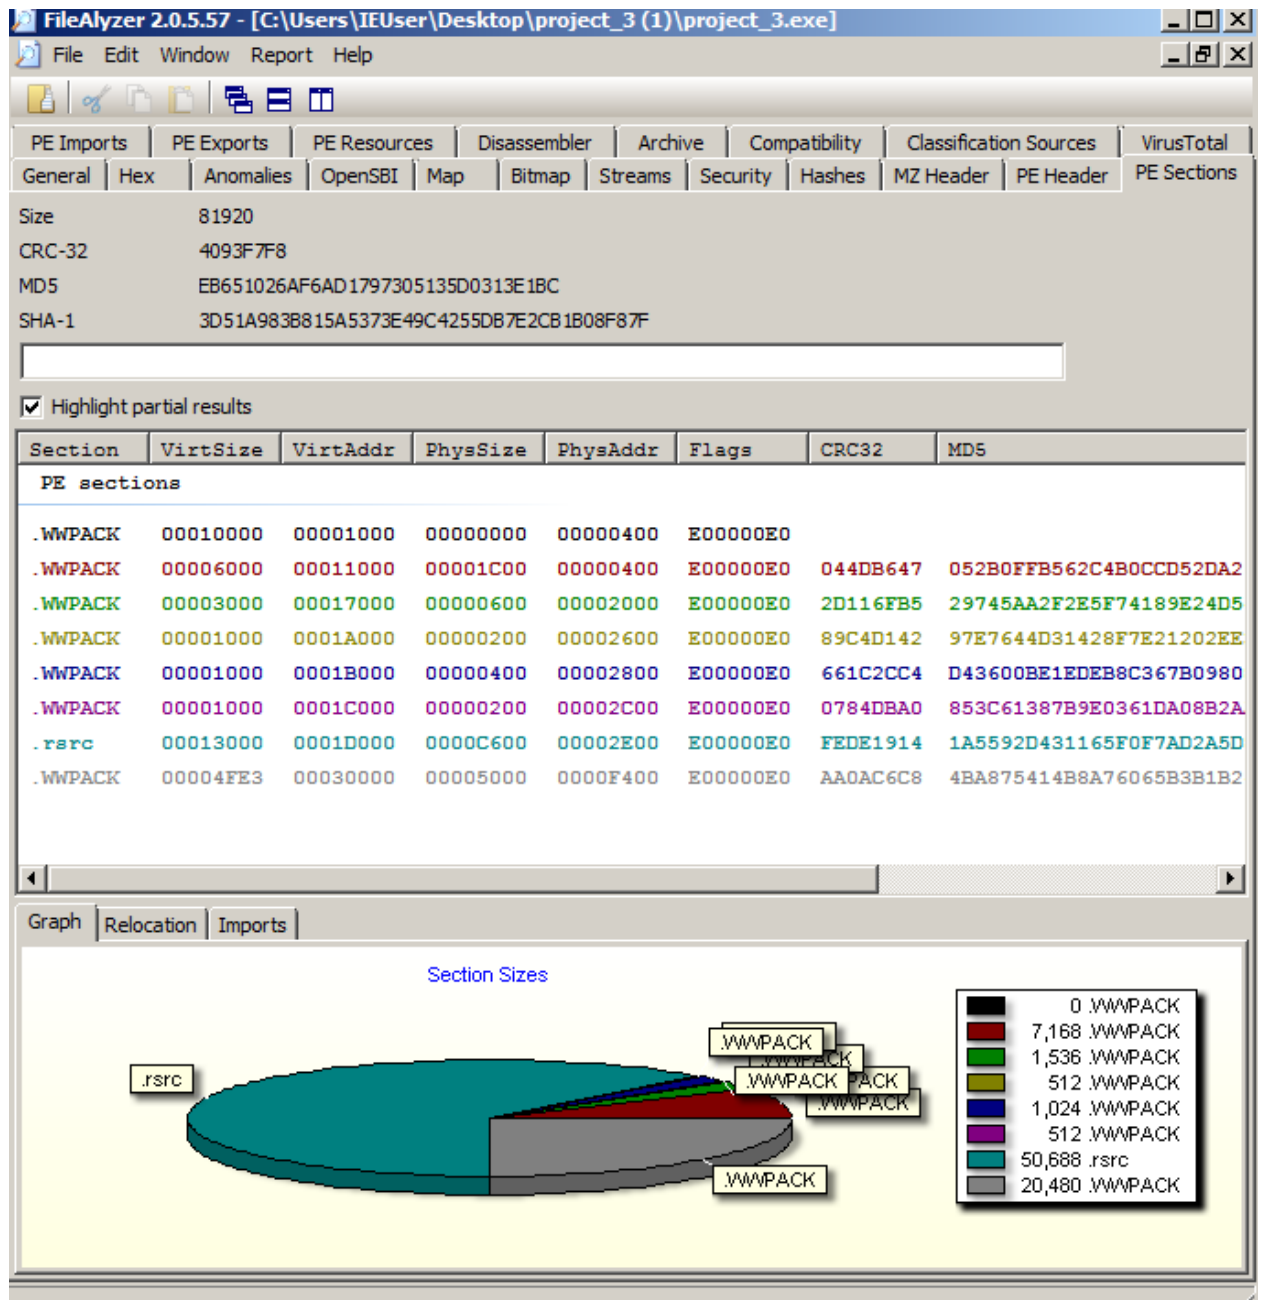 FileAlyzer 2.0.5.57 - [C:\Users\IEUser\Desktop\project_3 (1)\project_3.exe]
File Edit Window Report Help
PE Imports PE Exports PE Resources Disassembler Archive Compatibility Classification Sources VirusTotal
General Hex Anomalies OpenSBI Map Bitmap Streams Security Hashes MZ Header PE Header PE Sections
Size 81920
CRC-32 4093F7F8
MD5 EB651026AF6AD1797305135D0313E1BC
SHA-1 3D51A983B815A5373E49C4255DB7E2CB1B08F87F
Highlight partial results
Section VirtSize VirtAddr PhysSize PhysAddr Flags CRC32 MD5
PE sections
.WWPACK 00010000 00001000 00000000 00000400 E00000E0
.WWPACK 00006000 00011000 00001C00 00000400 E00000E0 044DB647 052B0FFB562C4B0CCD52DA2
.WWPACK 00003000 00017000 00000600 00002000 E00000E0 2D116FB5 29745AA2F2E5F74189E24D5
.WWPACK 00001000 0001A000 00000200 00002600 E00000E0 89C4D142 97E7644D31428F7E21202EE
.WWPACK 00001000 0001B000 00000400 00002800 E00000E0 661C2CC4 D43600BE1EDEB8C367B0980
.WWPACK 00001000 0001C000 00000200 00002C00 E00000E0 0784DBA0 853C61387B9E0361DA08B2A
.rsrc 00013000 0001D000 0000C600 00002E00 E00000E0 FEDE1914 1A5592D431165F0F7AD2A5D
.WWPACK 00004FE3 00030000 00005000 0000F400 E00000E0 AA0AC6C8 4BA875414B8A76065B3B1B2
Graph Relocation Imports
Section Sizes
.rsrc
.WWPACK
.WWPACK
.WWPACK
.WWPACK
.WWPACK
0 .WWPACK
7,168 .WWPACK
1,536 .WWPACK
512 .WWPACK
1,024 .WWPACK
512 .WWPACK
50,688 .rsrc
20,480 .WWPACK